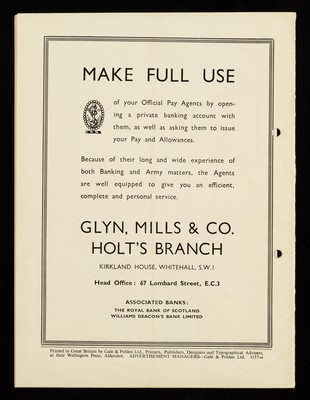 MAKE FULL USE
of your Official Pay Agents by open-
ing a private banking account with
them, as well as asking them to issue
your Pay and Allowances.
Because of their long and wide experience of
both Banking and Army matters, the Agents
are well equipped to give you an efficient,
complete and personal service.
GLYN, MILLS & CO.
HOLT'S BRANCH
KIRKLAND HOUSE, WHITEHALL, S.W.1
Head Office: 67 Lombard Street, E.C.3
ASSOCIATED BANKS:
THE ROYAL BANK OF SCOTLAND
WILLIAMS DEACON'S BANK LIMITED
Printed in Great Britain by Gale & Polden Ltd., Printers, Publishers, Designers and Typographical Advisers,
at their Wellington Press, Aldershot. ADVERTISEMENT MANAGERS—Gale & Polden Ltd.